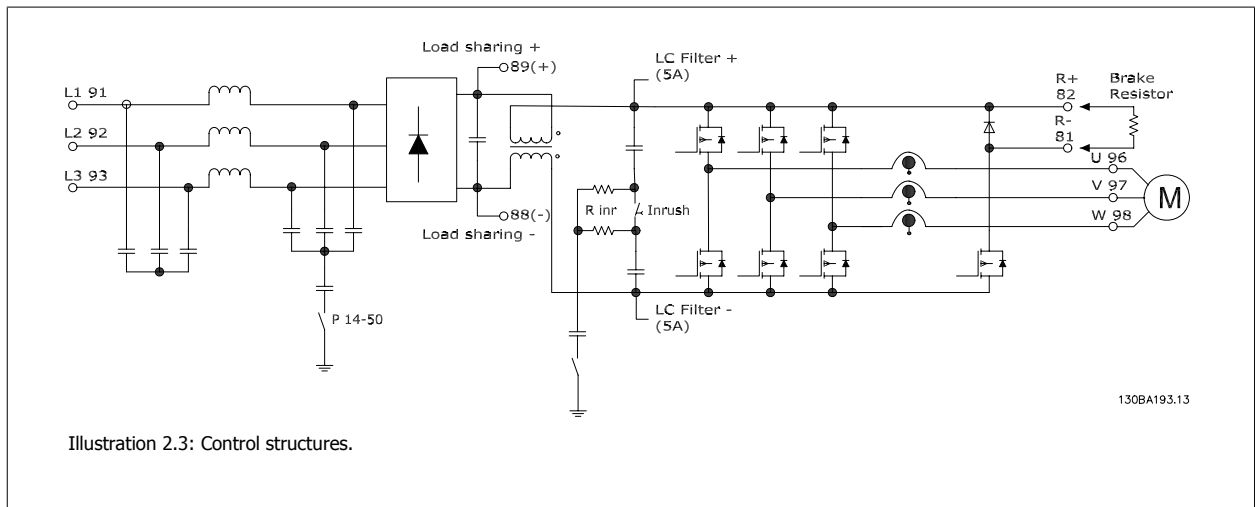 Load sharing +
89(+)
LC Filter +
(5A)
R+
82
Brake
Resistor
L1 91
L2 92
R-
81
U 96
L3 93
V 97
M
R inr
Inrush
88(-)
W 98
Load sharing -
LC Filter -
(5A)
P 14-50
130BA193.13
Illustration 2.3: Control structures.